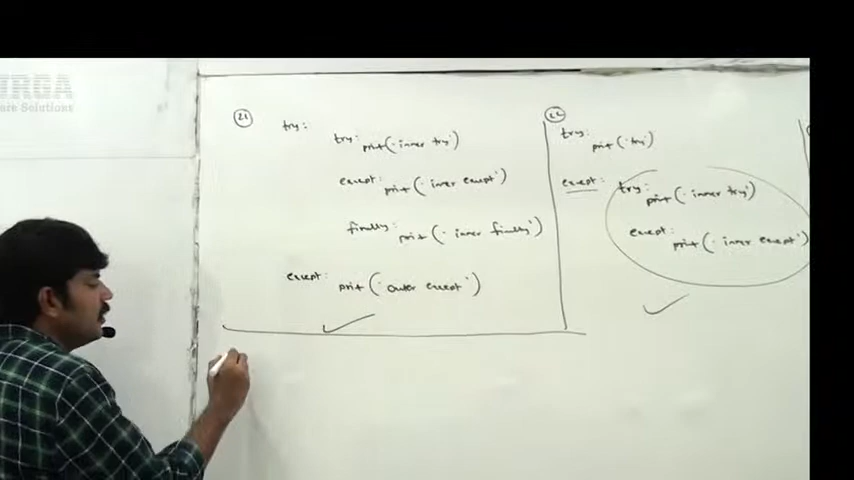 URGA
are Solutions
21
try:
try: print('inner try')
except: print('inner except')
finally: print('inner finally')
except: print('outer except')
22
try:
print('try')
except: try: print('inner try')
except: print('inner except')